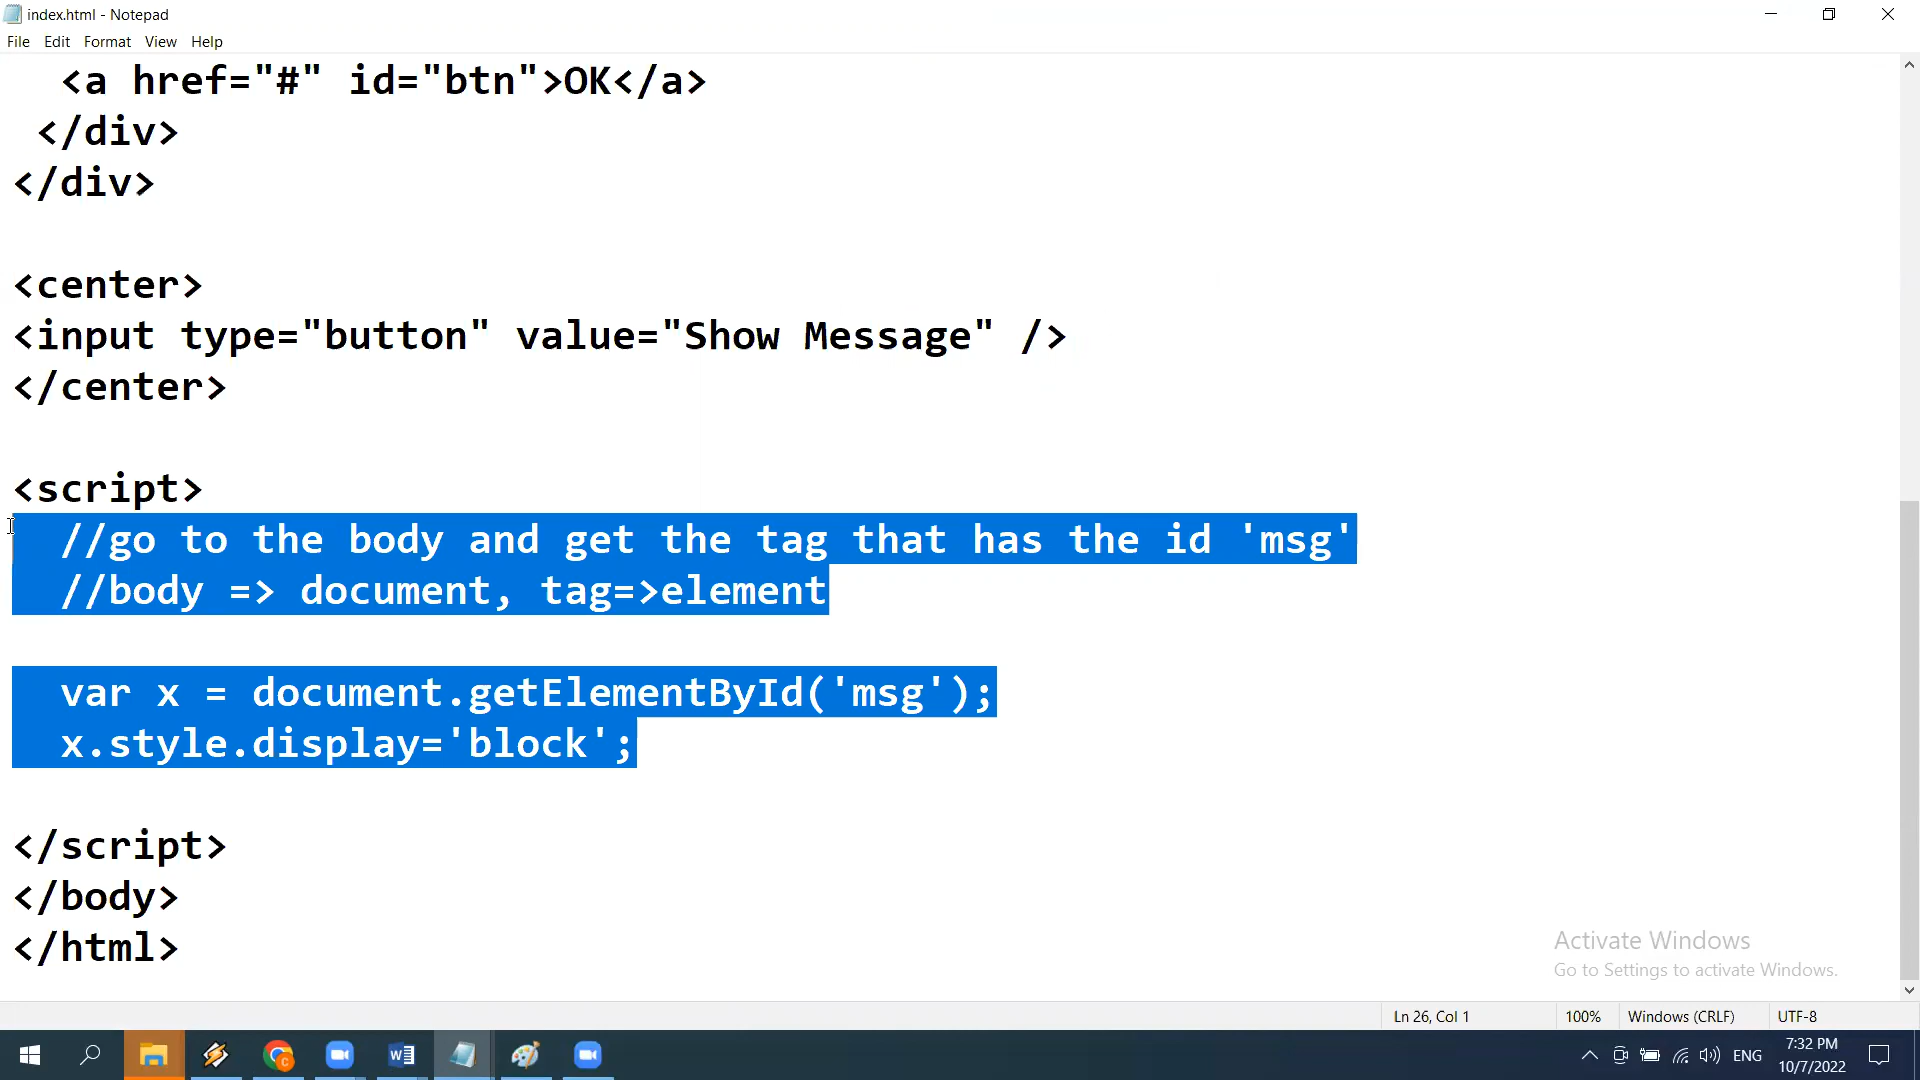 index.html - Notepad
File Edit Format View Help
<a href="#" id="btn">OK</a>
</div>
</div>
<center>
<input type="button" value="Show Message" />
</center>
<script>
//go to the body and get the tag that has the id 'msg'
//body => document, tag=>element
var x = document.getElementById('msg');
x.style.display='block';
</script>
</body>
</html>
Activate Windows
Go to Settings to activate Windows.
Ln 26, Col 1 100% Windows (CRLF) UTF-8
ENG
7:32 PM
10/7/2022